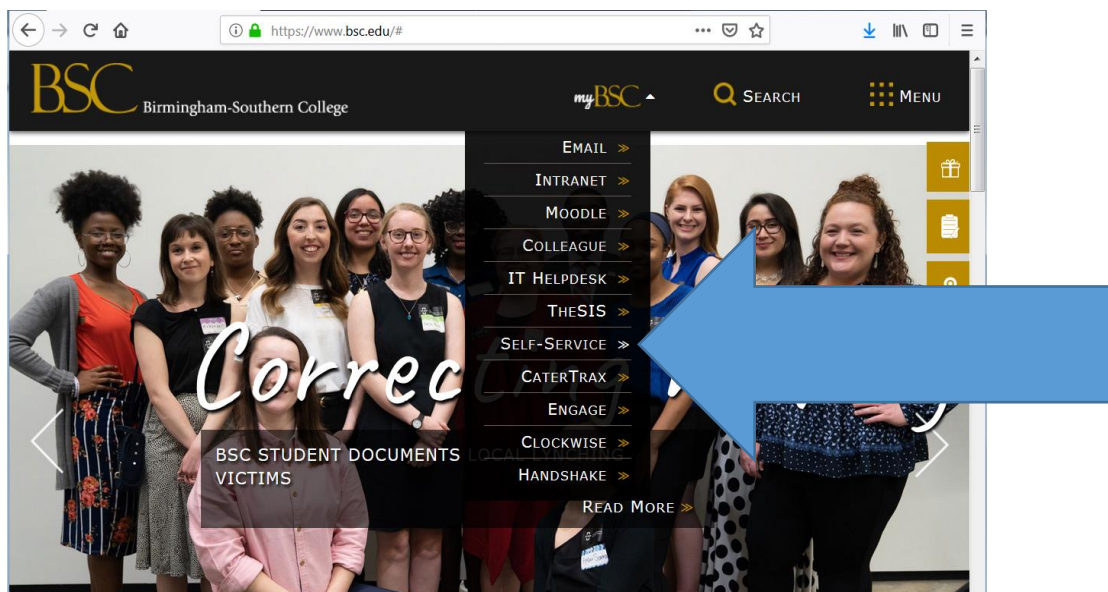 https://www.bsc.edu/#
BSC Birmingham-Southern College
myBSC
SEARCH
MENU
EMAIL »
INTRANET »
MOODLE »
COLLEAGUE »
IT HELPDESK »
THESIS »
SELF-SERVICE »
CATERTRAX »
ENGAGE »
CLOCKWISE »
HANDSHAKE »
Correcting
BSC STUDENT DOCUMENTS LOCAL LYNCHING
VICTIMS
READ MORE »